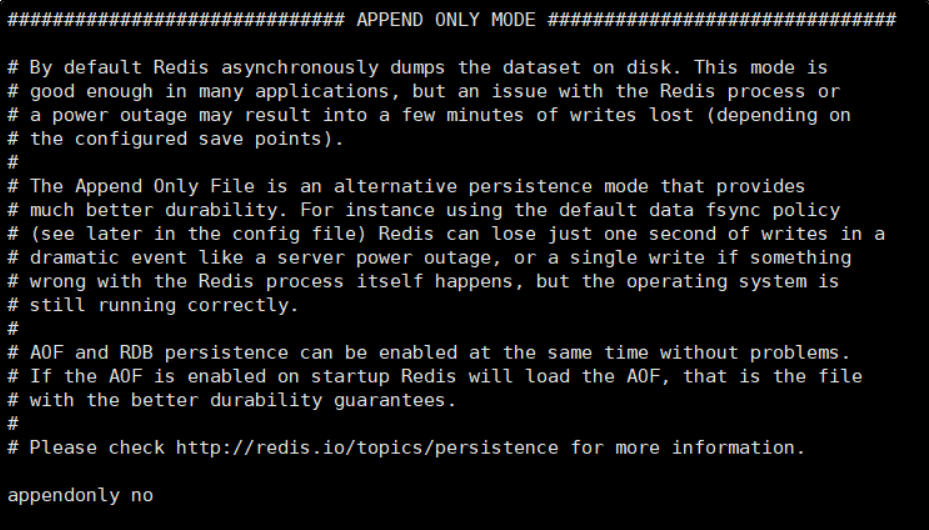 ############################## APPEND ONLY MODE ###############################
# By default Redis asynchronously dumps the dataset on disk. This mode is
# good enough in many applications, but an issue with the Redis process or
# a power outage may result into a few minutes of writes lost (depending on
# the configured save points).
#
# The Append Only File is an alternative persistence mode that provides
# much better durability. For instance using the default data fsync policy
# (see later in the config file) Redis can lose just one second of writes in a
# dramatic event like a server power outage, or a single write if something
# wrong with the Redis process itself happens, but the operating system is
# still running correctly.
#
# AOF and RDB persistence can be enabled at the same time without problems.
# If the AOF is enabled on startup Redis will load the AOF, that is the file
# with the better durability guarantees.
#
# Please check http://redis.io/topics/persistence for more information.
appendonly no